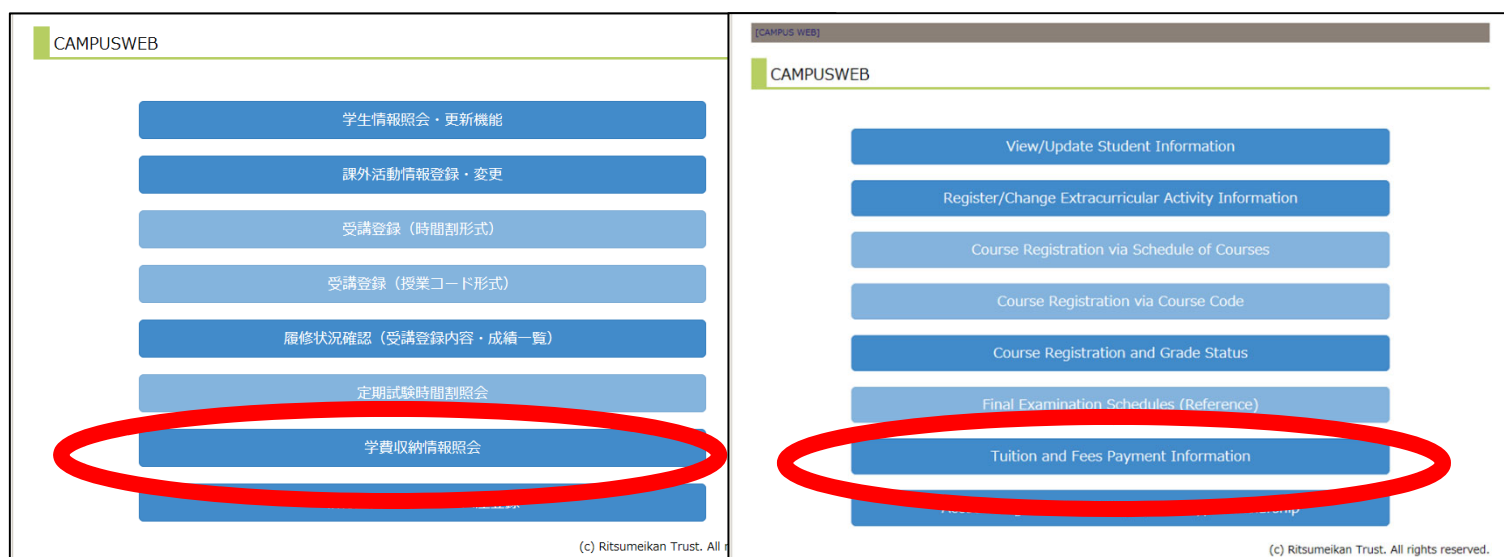 CAMPUSWEB
学生情報照会・更新機能
課外活動情報登録・変更
受講登録（時間割形式）
受講登録（授業コード形式）
履修状況確認（受講登録内容・成績一覧）
定期試験時間割照会
学費収納情報照会
(c) Ritsumeikan Trust. All
[CAMPUS WEB]
CAMPUSWEB
View/Update Student Information
Register/Change Extracurricular Activity Information
Course Registration via Schedule of Courses
Course Registration via Course Code
Course Registration and Grade Status
Final Examination Schedules (Reference)
Tuition and Fees Payment Information
(c) Ritsumeikan Trust. All rights reserved.